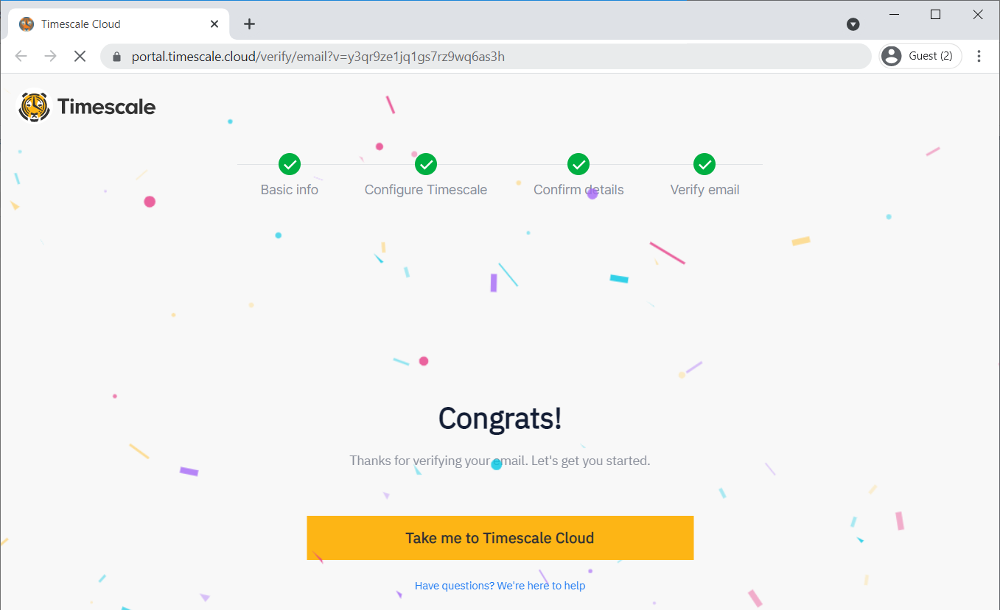 Timescale Cloud
portal.timescale.cloud/verify/email?v=y3qr9ze1jq1gs7rz9wq6as3h
Guest (2)
Timescale
Basic info
Configure Timescale
Confirm details
Verify email
Congrats!
Thanks for verifying your email. Let's get you started.
Take me to Timescale Cloud
Have questions? We're here to help